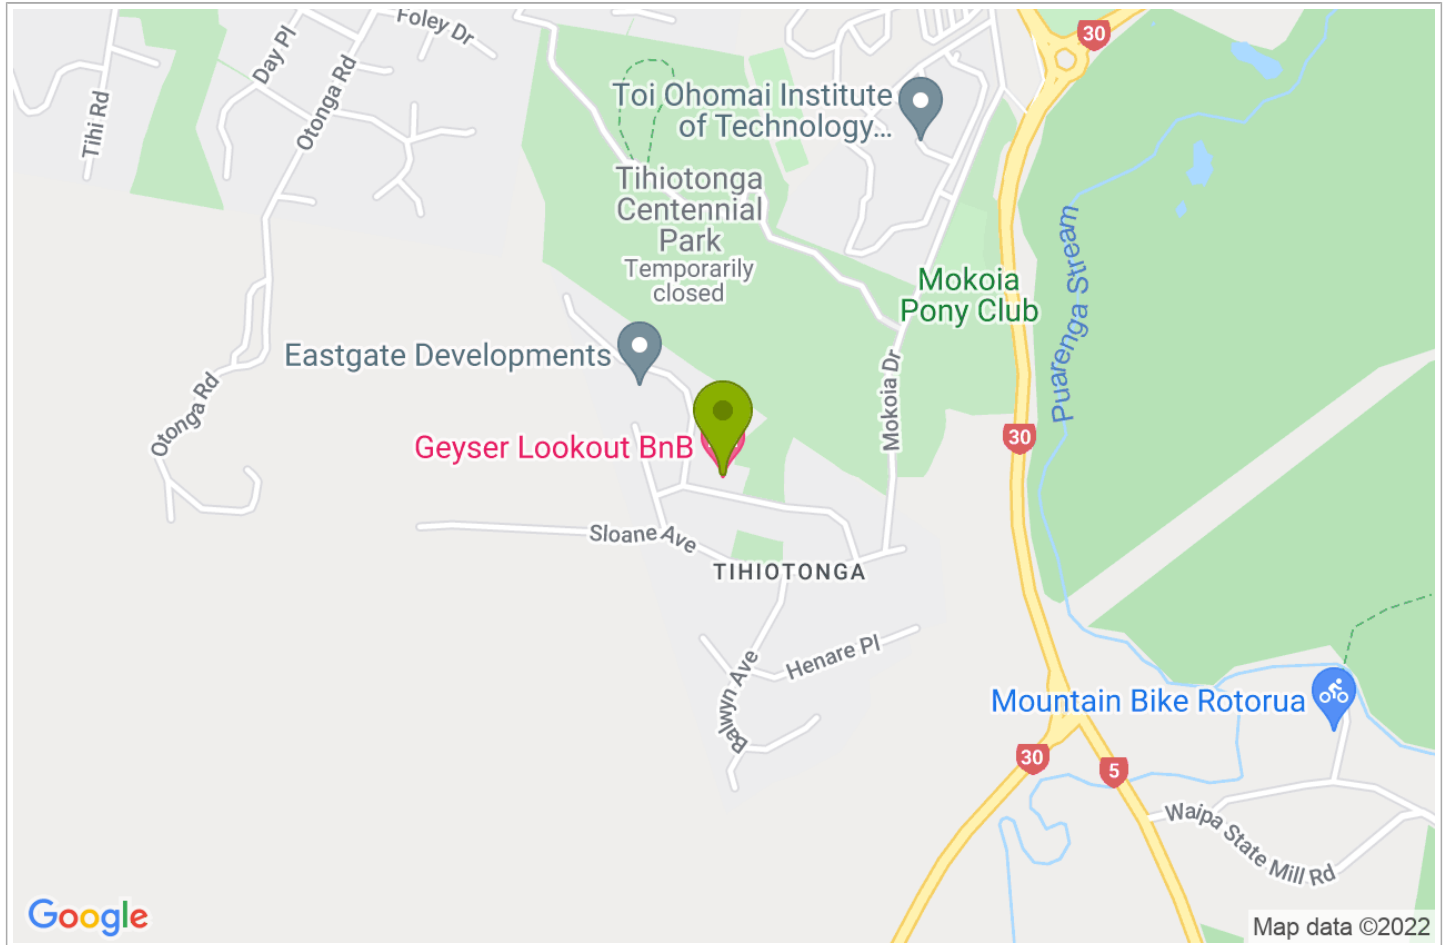 Foley Dr
30
Day Pl
Otonga Rd
Tihi Rd
Toi Ohomai Institute
of Technology...
Tihiotonga
Centennial
Park
Temporarily
closed
Puarenga Stream
Mokoia
Pony Club
Eastgate Developments
Mokoia Dr
Otonga Rd
Geyser Lookout BnB
30
Sloane Ave
TIHIOTONGA
Henare Pl
Balwyn Ave
Mountain Bike Rotorua
30
5
Waipa State Mill Rd
Google
Map data ©2022